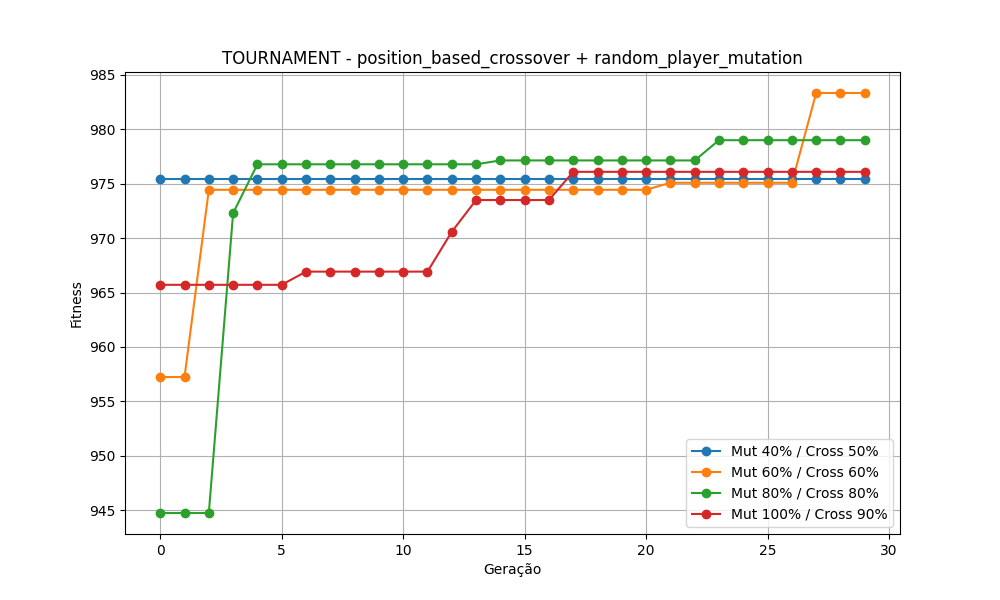 TOURNAMENT - position_based_crossover + random_player_mutation
985
980
975
970
965
960
955
950
945
Fitness
0 5 10 15 20 25 30
Geração
Mut 40% / Cross 50%
Mut 60% / Cross 60%
Mut 80% / Cross 80%
Mut 100% / Cross 90%